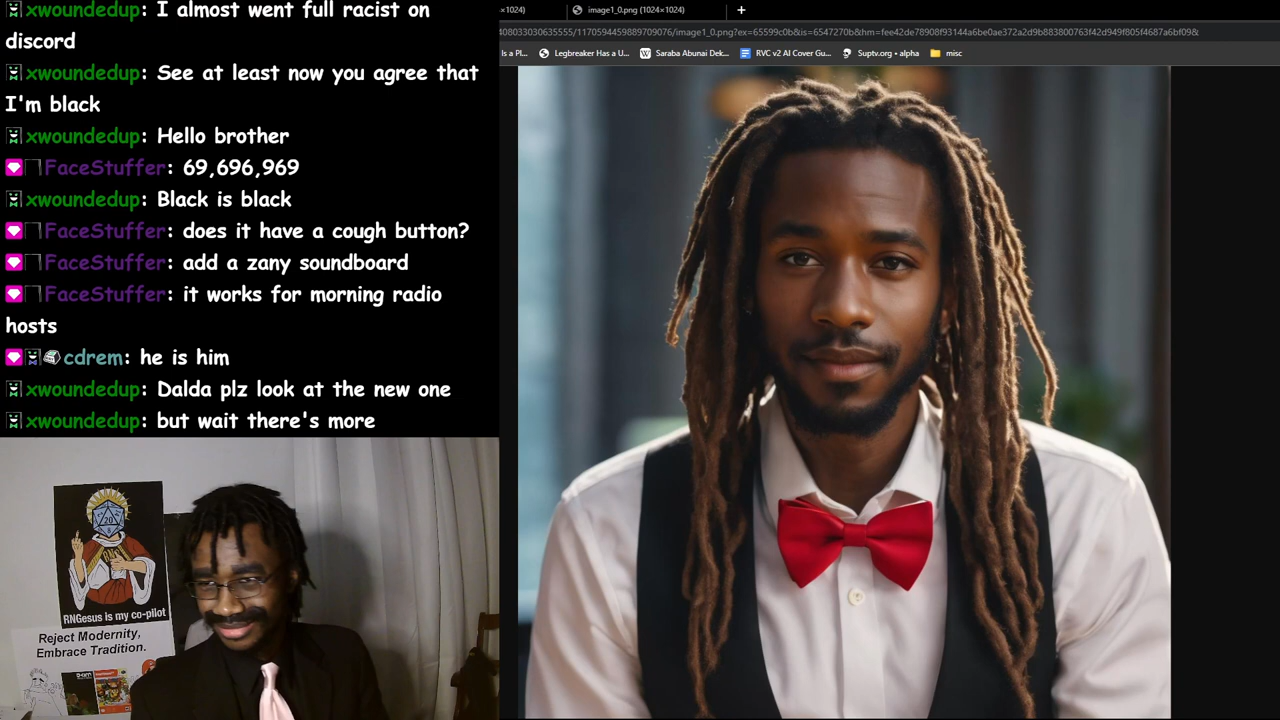 xwoundedup: I almost went full racist on
discord
xwoundedup: See at least now you agree that
I'm black
xwoundedup: Hello brother
FaceStuffer: 69,696,969
xwoundedup: Black is black
FaceStuffer: does it have a cough button?
FaceStuffer: add a zany soundboard
FaceStuffer: it works for morning radio
hosts
cdrem: he is him
xwoundedup: Dalda plz look at the new one
xwoundedup: but wait there's more
×1024)
image1_0.png (1024×1024)
Is a Pl...
Legbreaker Has a U...
Saraba Abunai Dek...
RVC v2 AI Cover Gu...
Suptv.org • alpha
misc
20
RNGesus is my co-pilot
Reject Modernity,
Embrace Tradition.